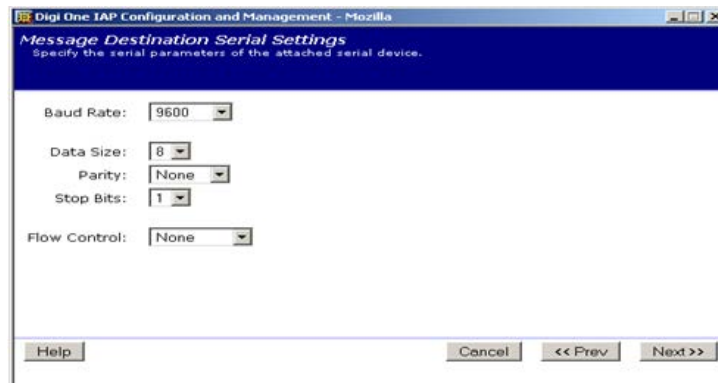 Digi One IAP Configuration and Management - Mozilla
Message Destination Serial Settings
Specify the serial parameters of the attached serial device.
Baud Rate: 9600
Data Size: 8
Parity: None
Stop Bits: 1
Flow Control: None
Help Cancel << Prev Next >>